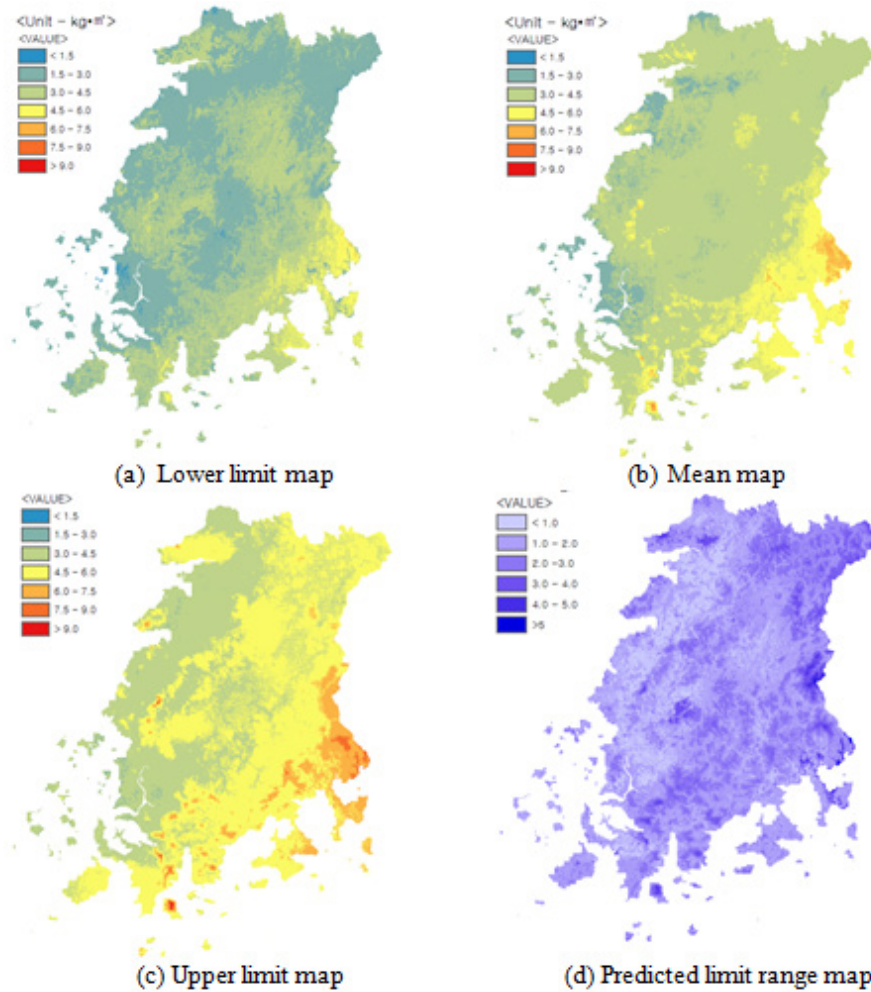 <Unit – kg•㎡>
<VALUE>
< 1.5
1.5 – 3.0
3.0 – 4.5
4.5 – 6.0
6.0 – 7.5
7.5 – 9.0
> 9.0
(a) Lower limit map
<Unit – kg•㎡>
<VALUE>
< 1.5
1.5 – 3.0
3.0 – 4.5
4.5 – 6.0
6.0 – 7.5
7.5 – 9.0
> 9.0
(b) Mean map
<VALUE>
< 1.5
1.5 – 3.0
3.0 – 4.5
4.5 – 6.0
6.0 – 7.5
7.5 – 9.0
> 9.0
(c) Upper limit map
<VALUE>
< 1.0
1.0 – 2.0
2.0 –3.0
3.0 – 4.0
4.0 – 5.0
>5
(d) Predicted limit range map